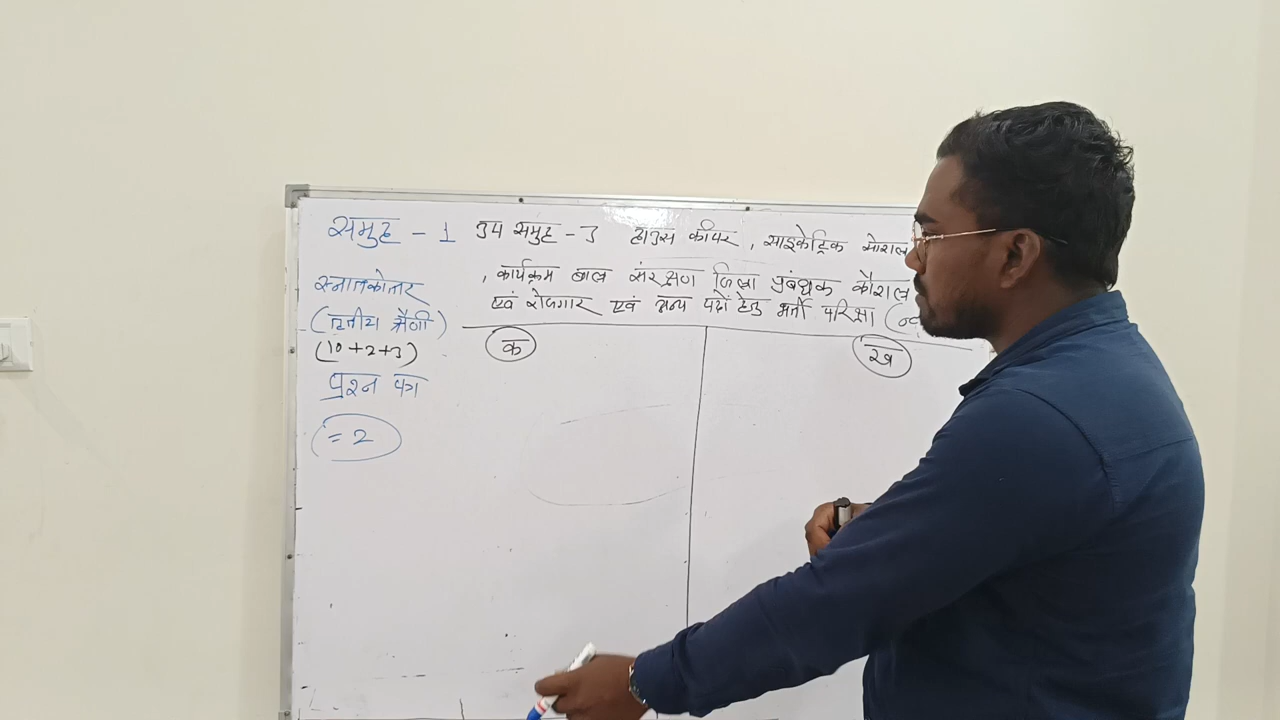 समुह - 1 उप समुह - 3 हाउस कीपर, साइकेट्रिक सोशल
, कार्यक्रम बाल संरक्षण जिला प्रबंधक कौशल
एवं रोजगार एवं अन्य पदों हेतु भर्ती परिक्षा
स्नातकोत्तर
(तृतीय श्रेणी)
(10+2+3)
प्रश्न पत्र
= 2
क
ख